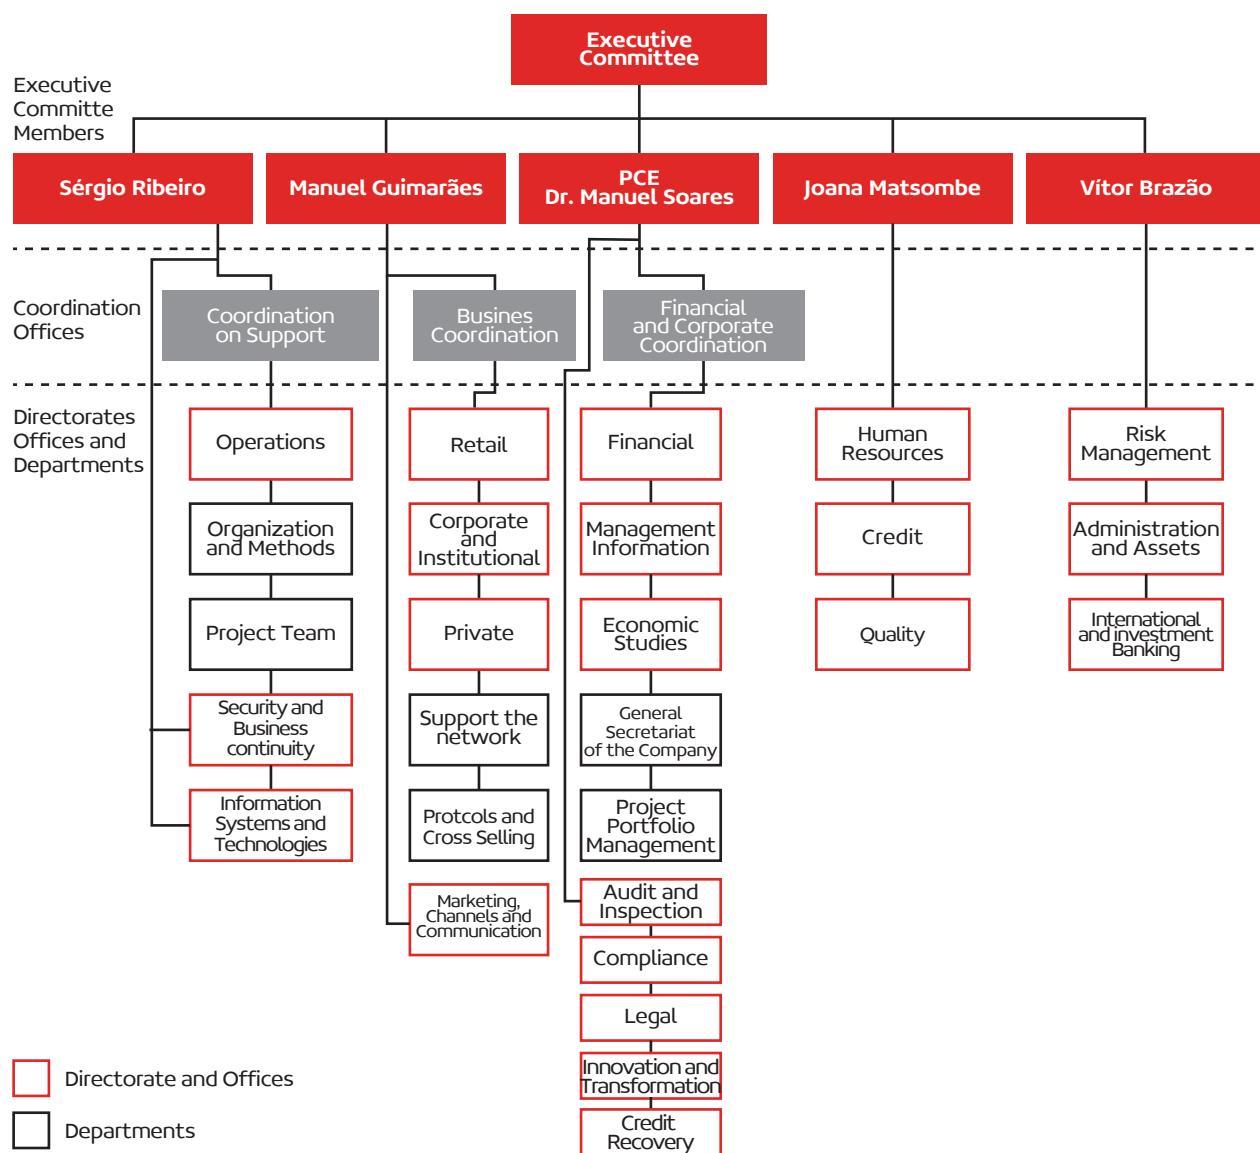 Executive
Committee
Executive
Committe
Members
Sérgio Ribeiro
Manuel Guimarães
PCE
Dr. Manuel Soares
Joana Matsombe
Vítor Brazão
Coordination
Offices
Coordination
on Support
Busines
Coordination
Financial
and Corporate
Coordination
Directorates
Offices and
Departments
Operations
Retail
Financial
Human
Resources
Risk
Management
Organization
and Methods
Corporate
and
Institutional
Management
Information
Credit
Administration
and Assets
Project Team
Private
Economic
Studies
Quality
International
and investment
Banking
Security and
Business
continuity
Support the
network
General
Secretariat
of the Company
Information
Systems and
Technologies
Protcols and
Cross Selling
Project
Portfolio
Management
Marketing,
Channels and
Communication
Audit and
Inspection
Compliance
Legal
Innovation and
Transformation
Credit
Recovery
Directorate and Offices
Departments